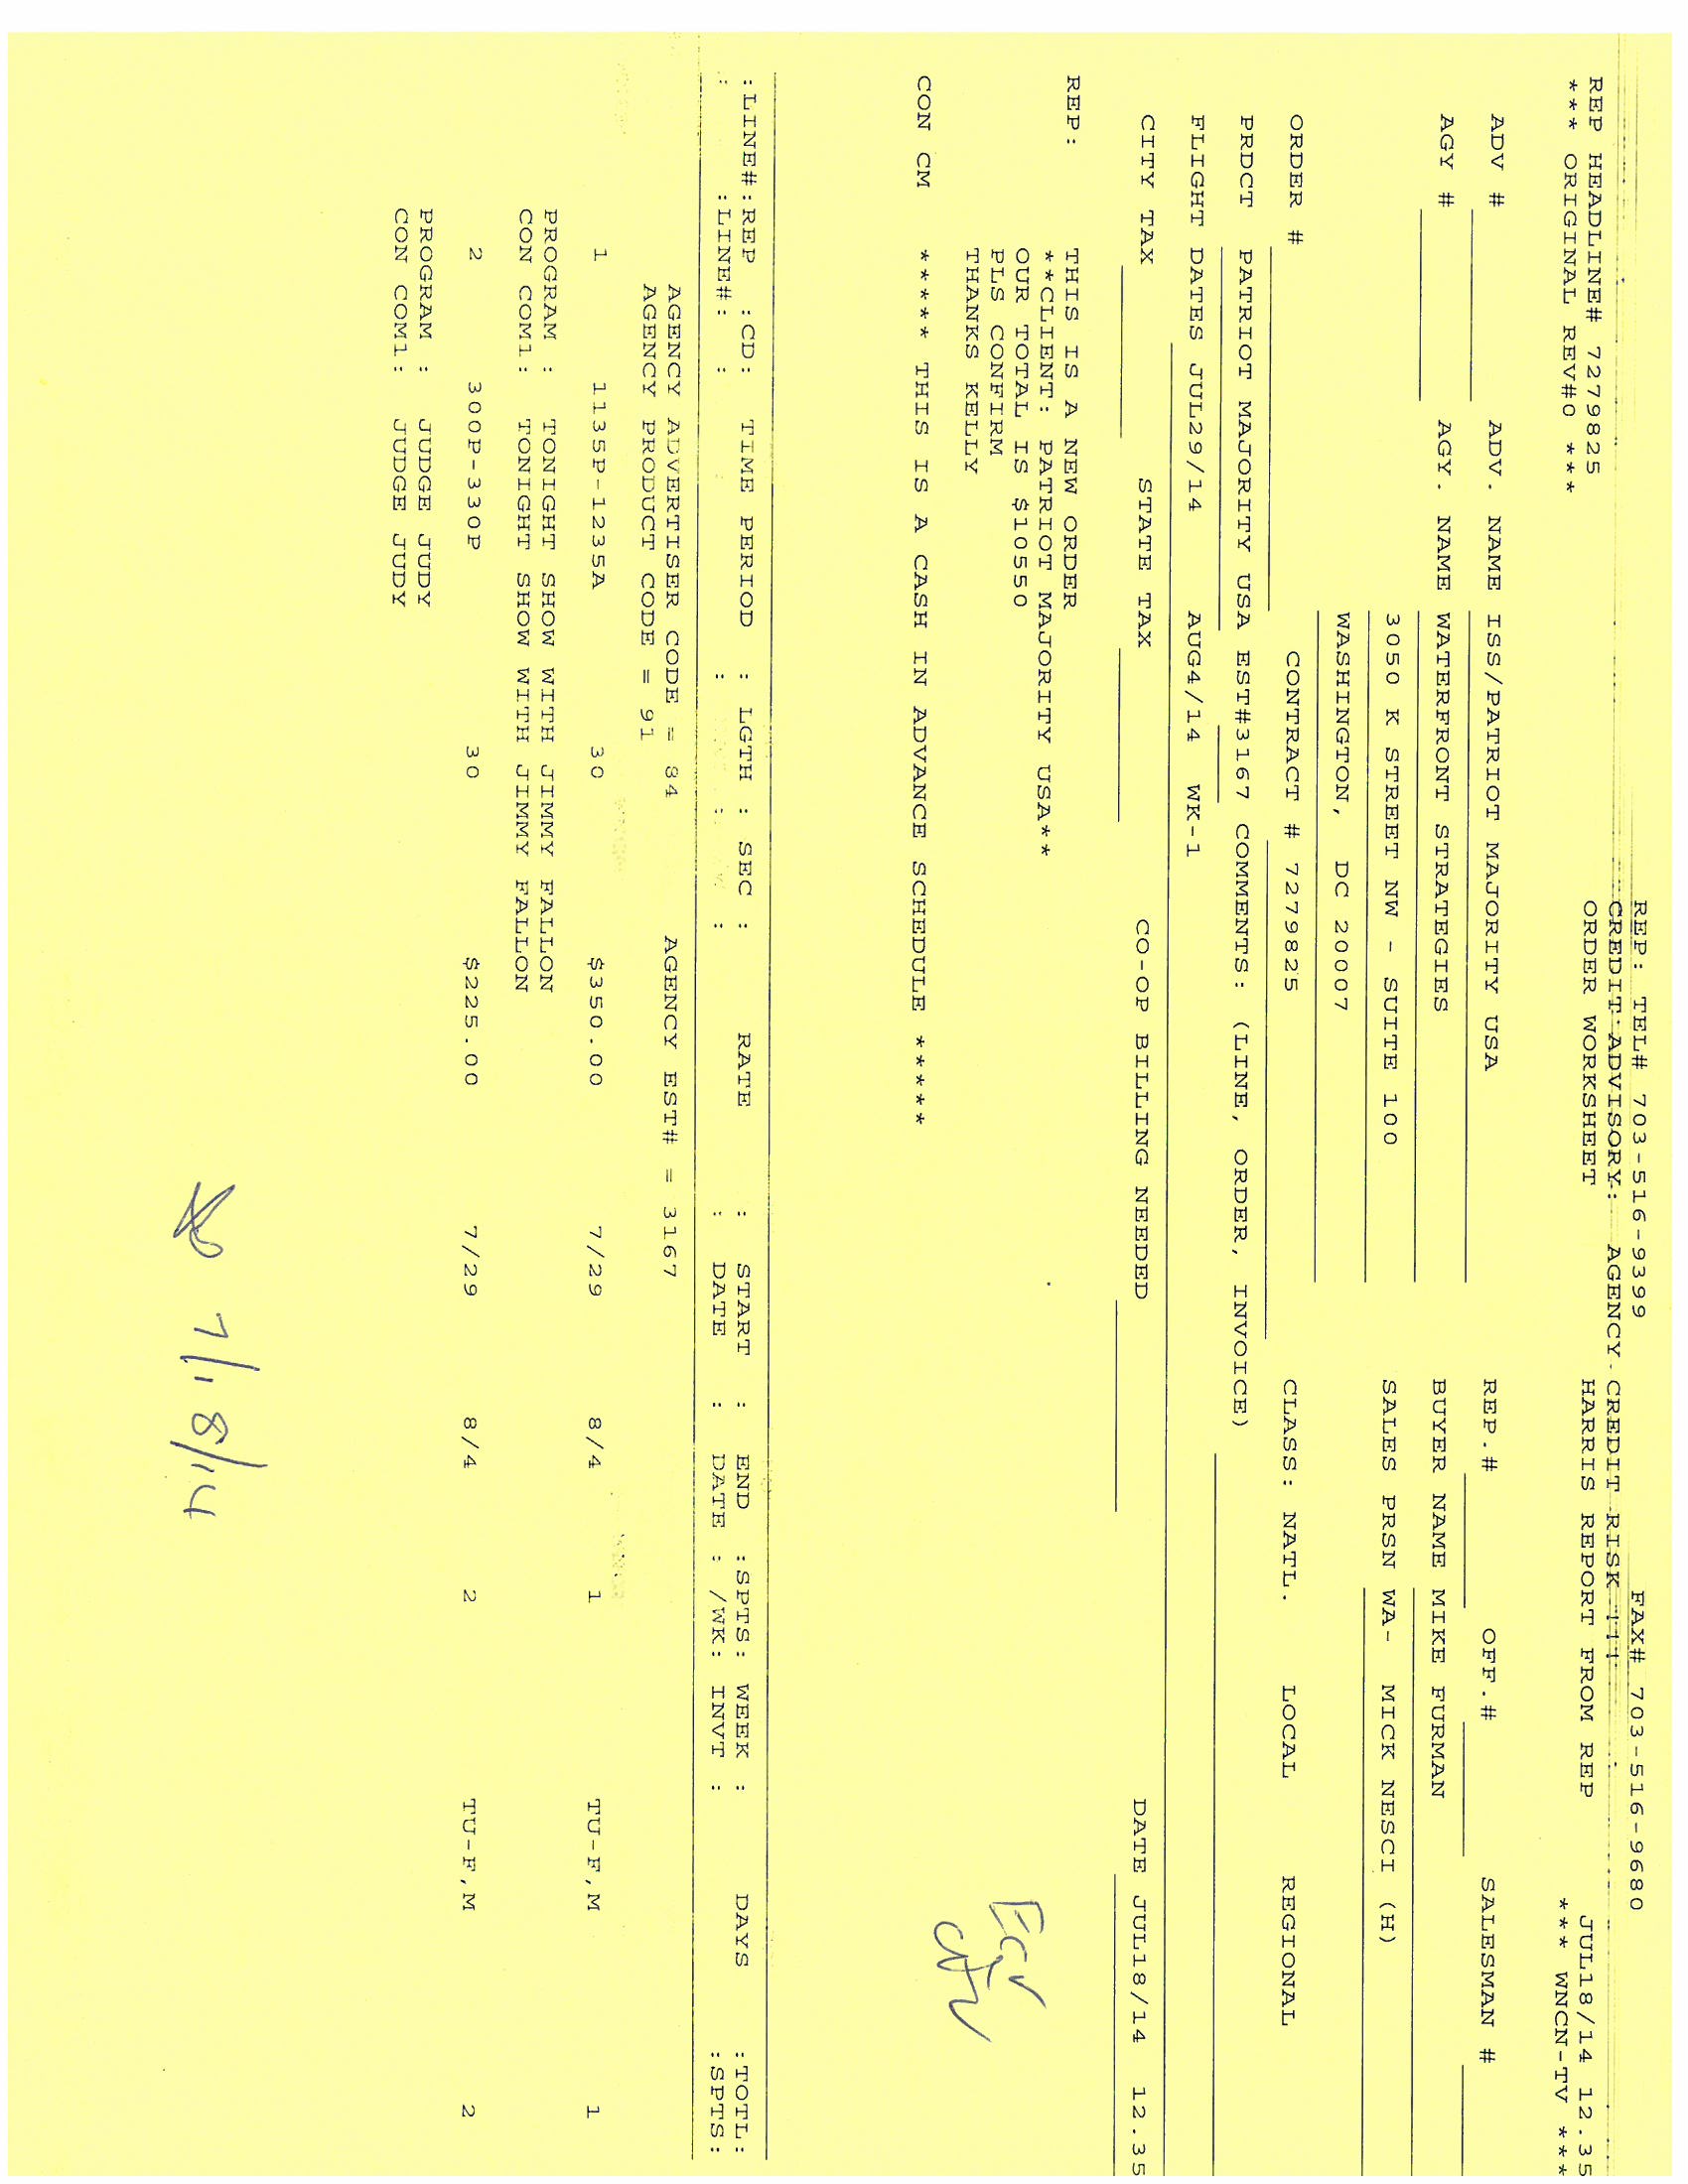 REP: TEL# 703-516-9399 FAX# 703-516-9680
CREDIT ADVISORY: AGENCY CREDIT RISK !!!
ORDER WORKSHEET HARRIS REPORT FROM REP JUL18/14 12.35
REP HEADLINE# 7279825
*** ORIGINAL REV#0 *** *** WNCN-TV ***
ADV # ADV. NAME ISS/PATRIOT MAJORITY USA REP.# OFF.# SALESMAN #
AGY # AGY. NAME WATERFRONT STRATEGIES BUYER NAME MIKE FURMAN
3050 K STREET NW - SUITE 100 SALES PRSN WA- MICK NESCI (H)
WASHINGTON, DC 20007
ORDER # CONTRACT # 7279825 CLASS: NATL. LOCAL REGIONAL
PRDCT PATRIOT MAJORITY USA EST#3167 COMMENTS: (LINE, ORDER, INVOICE)
FLIGHT DATES JUL29/14 AUG4/14 WK-1
CITY TAX STATE TAX CO-OP BILLING NEEDED DATE JUL18/14 12.35
REP: THIS IS A NEW ORDER
**CLIENT: PATRIOT MAJORITY USA**
OUR TOTAL IS $10550
PLS CONFIRM
THANKS KELLY
CON CM ***** THIS IS A CASH IN ADVANCE SCHEDULE *****
:LINE#:REP :CD: TIME PERIOD : LGTH : SEC : RATE : START : END :SPTS: WEEK : DAYS :TOTL:
: :LINE#: : : : : : DATE : DATE : /WK: INVT : :SPTS:
AGENCY ADVERTISER CODE = 84 AGENCY EST# = 3167
AGENCY PRODUCT CODE = 91
1 1135P-1235A 30 $350.00 7/29 8/4 1 TU-F,M 1
PROGRAM : TONIGHT SHOW WITH JIMMY FALLON
CON COM1: TONIGHT SHOW WITH JIMMY FALLON
2 300P-330P 30 $225.00 7/29 8/4 2 TU-F,M 2
PROGRAM : JUDGE JUDY
CON COM1: JUDGE JUDY
7/18/14